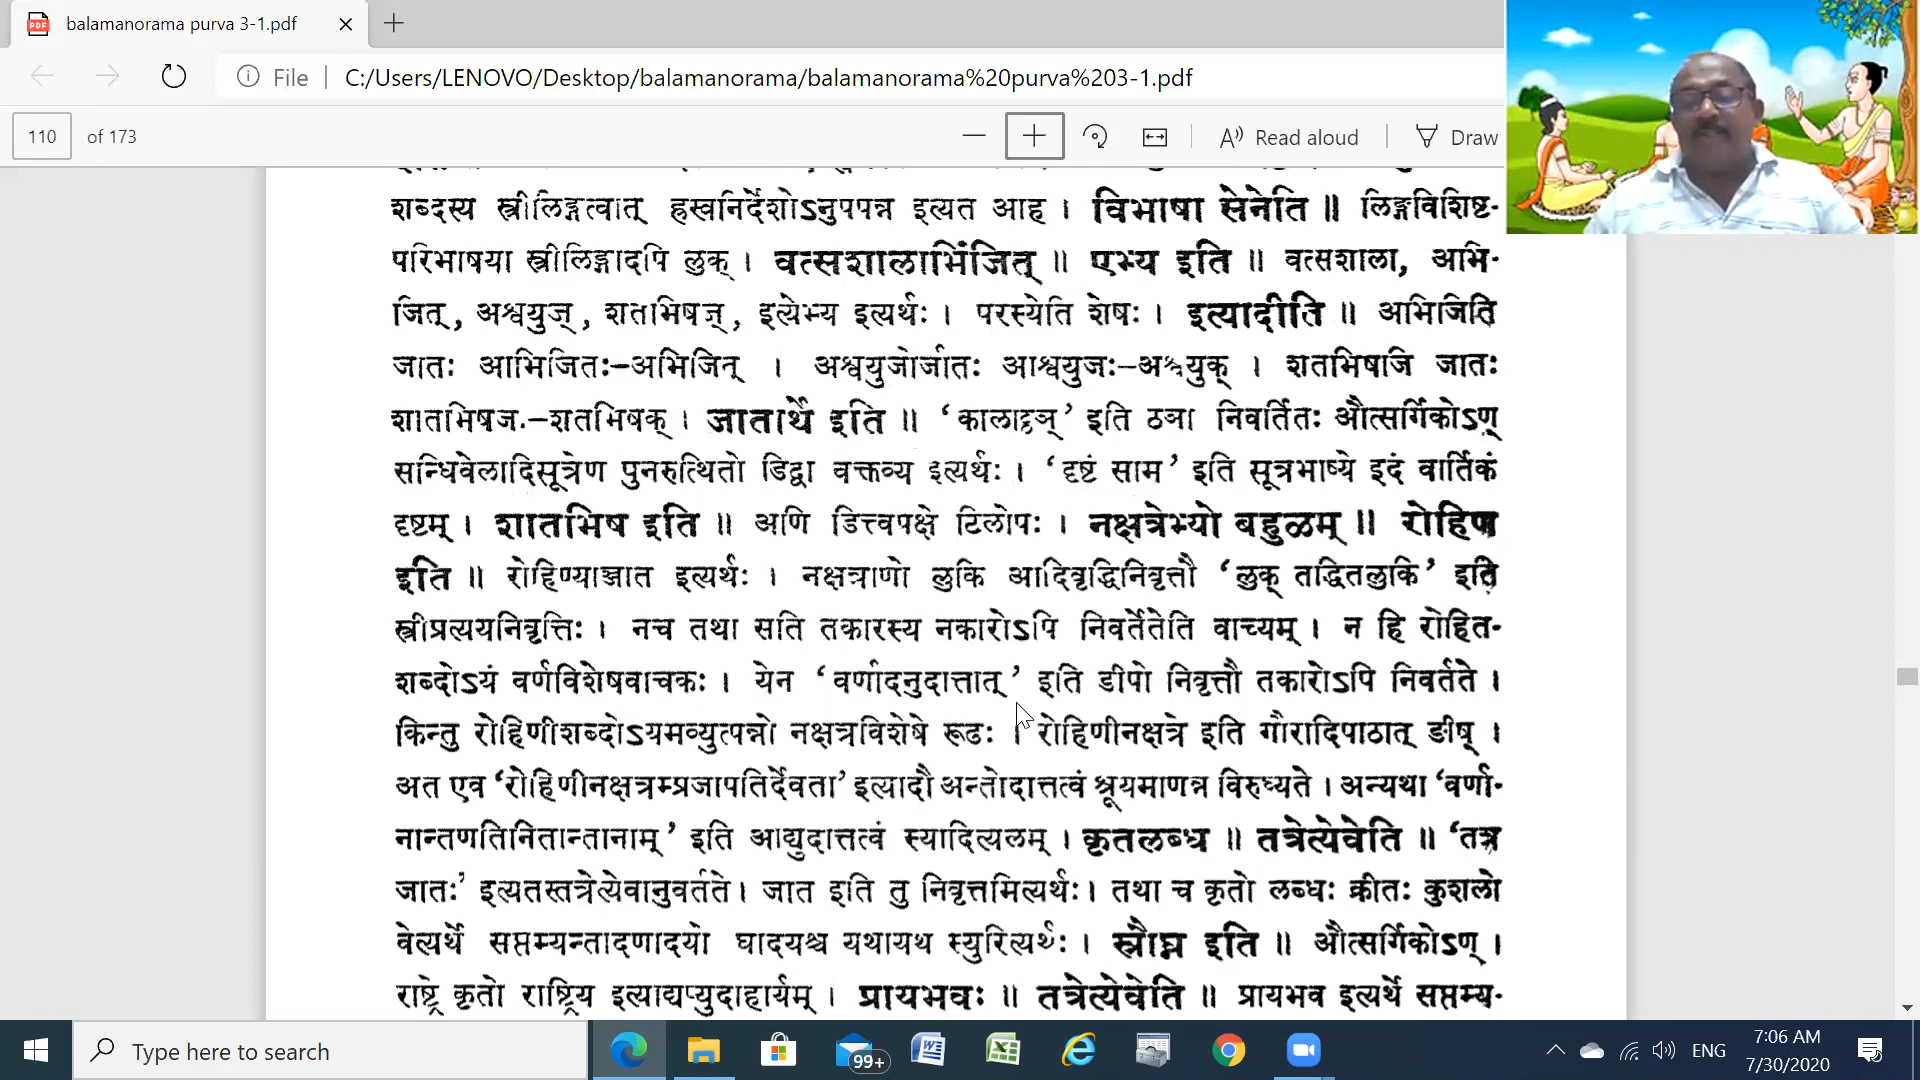 balamanorama purva 3-1.pdf
File | C:/Users/LENOVO/Desktop/balamanorama/balamanorama%20purva%203-1.pdf
110 of 173 Read aloud Draw
शब्दस्य स्त्रीलिङ्गत्वात् ह्रस्वनिर्देशोऽनुपपन्न इत्यत आह । विभाषा सेनेति ॥ लिङ्गविशिष्ट-
परिभाषया स्त्रीलिङ्गादपि लुक् । वत्सशालाभिजित् ॥ एभ्य इति ॥ वत्सशाला, अभि-
जित्, अश्वयुज्, शतभिषज्, इत्येभ्य इत्यर्थः । परस्येति शेषः । इत्यादीति ॥ अभिजिति
जातः आभिजितः-अभिजित् । अश्वयुजोर्जातः आश्वयुजः-अश्वयुक् । शतभिषजि जातः
शातभिषज.-शतभिषक् । जातार्थे इति ॥ ‘कालाट्ठञ्’ इति ठञा निवर्तितः औत्सर्गिकोऽण्
सन्धिवेलादिसूत्रेण पुनरुत्थितो डिद्वा वक्तव्य इत्यर्थः । ‘दृष्टं साम’ इति सूत्रभाष्ये इदं वार्तिकं
दृष्टम् । शातभिष इति ॥ अणि डित्त्वपक्षे टिलोपः । नक्षत्रेभ्यो बहुळम् ॥ रोहिण
इति ॥ रोहिण्याञ्जात इत्यर्थः । नक्षत्राणो लुकि आदिवृद्धिनिवृत्तौ ‘लुक् तद्धितलुकि’ इति
स्त्रीप्रत्ययनिवृत्तिः । नच तथा सति तकारस्य नकारोऽपि निवर्तेतेति वाच्यम् । न हि रोहित-
शब्दोऽयं वर्णविशेषवाचकः । येन ‘वर्णादनुदात्तात्’ इति ङीपो निवृत्तौ तकारोऽपि निवर्तते ।
किन्तु रोहिणीशब्दोऽयमव्युत्पन्नो नक्षत्रविशेषे रूढः । रोहिणीनक्षत्रे इति गौरादिपाठात् ङीष् ।
अत एव ‘रोहिणीनक्षत्रम्प्रजापतिर्देवता’ इत्यादौ अन्तोदात्तत्वं श्रूयमाणन्न विरुध्यते । अन्यथा ‘वर्णा-
नान्तणतिनितान्तानाम्’ इति आद्युदात्तत्वं स्यादित्यलम् । कृतलब्ध ॥ तत्रेत्येवेति ॥ ‘तत्र
जातः’ इत्यतस्तत्रेत्येवानुवर्तते । जात इति तु निवृत्तमित्यर्थः । तथा च कृतो लब्धः क्रीतः कुशलो
वेत्यर्थे सप्तम्यन्तादणादयो घादयश्च यथायथ स्युरित्यर्थः । स्रौघ्न इति ॥ औत्सर्गिकोऽण् ।
राष्ट्रे कृतो राष्ट्रिय इत्याद्यप्युदाहार्यम् । प्रायभवः ॥ तत्रेत्येवेति ॥ प्रायभव इत्यर्थे सप्तम्य-
Type here to search
99+
ENG
7:06 AM
7/30/2020